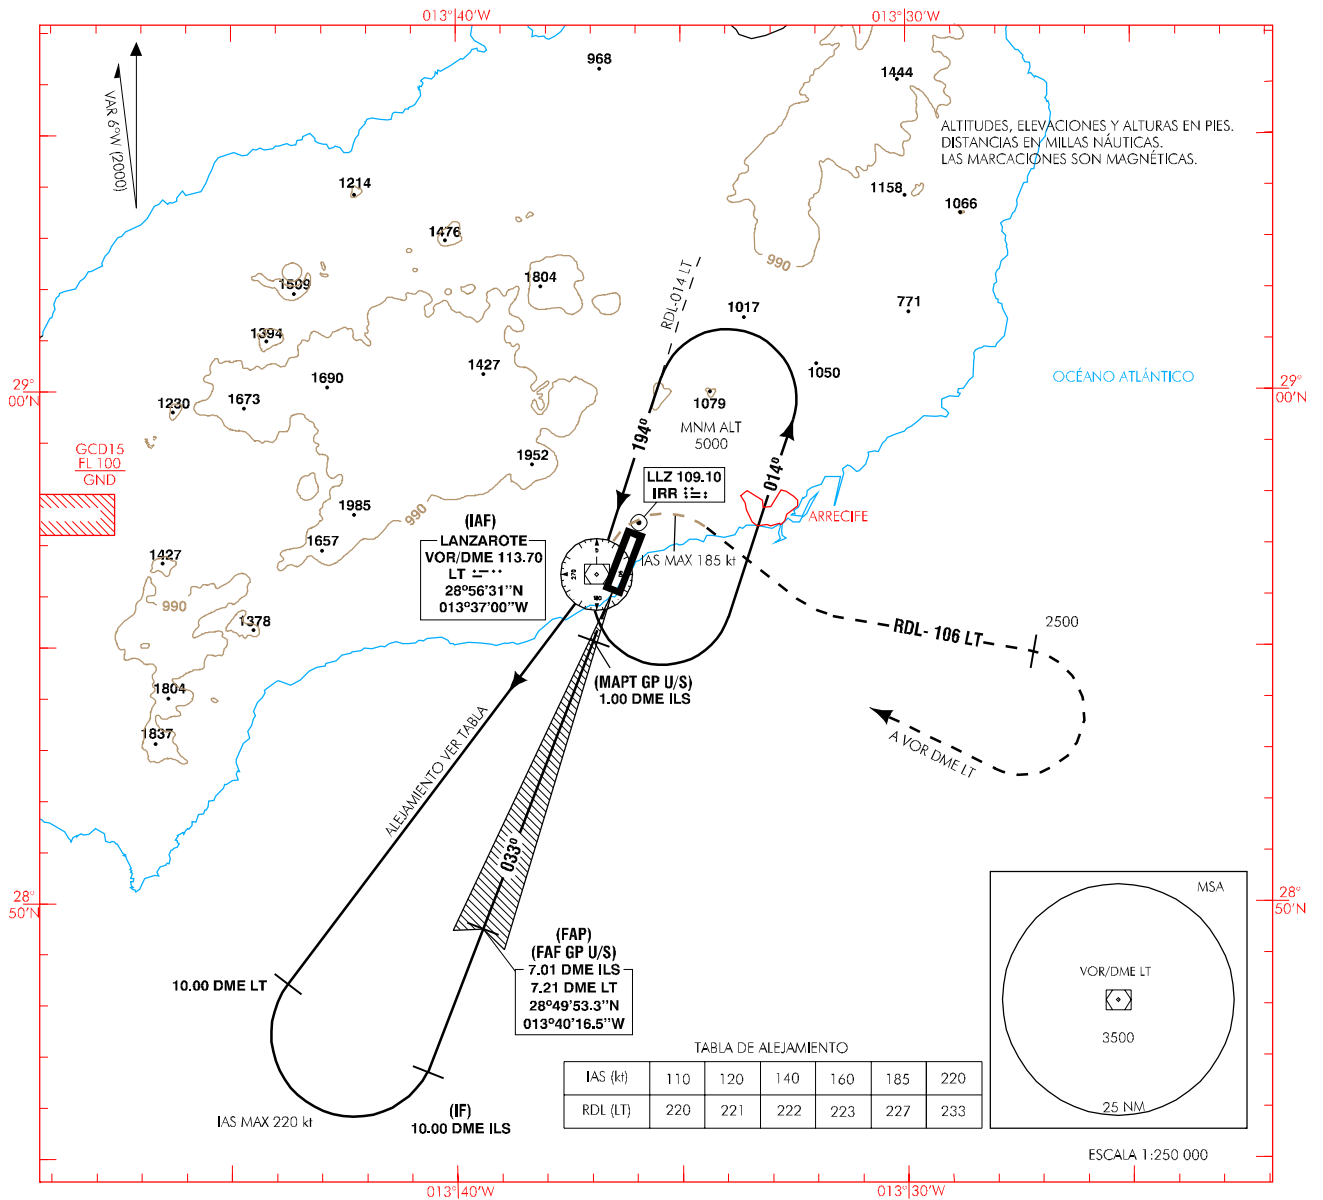 013°40'W
013°30'W
VAR 6°W (2000)
968
1444
ALTITUDES, ELEVACIONES Y ALTURAS EN PIES.
DISTANCIAS EN MILLAS NÁUTICAS.
LAS MARCACIONES SON MAGNÉTICAS.
1214
1158
1066
1476
990
RDL-014 LT
1804
1509
1017
771
1394
1427
1050
1690
OCÉANO ATLÁNTICO
29°
00'N
29°
00'N
1230
1673
1079
MNM ALT
5000
194°
014°
GCD15
FL 100
GND
1952
LLZ 109.10
IRR
1985
990
ARRECIFE
(IAF)
LANZAROTE
VOR/DME 113.70
LT
28°56'31''N
013°37'00''W
1657
1427
IAS MAX 185 kt
270
180
990
1378
RDL- 106 LT
2500
(MAPT GP U/S)
1.00 DME ILS
1804
1837
A VOR DME LT
ALEJAMIENTO VER TABLA
033°
28°
50'N
28°
50'N
MSA
(FAP)
(FAF GP U/S)
7.01 DME ILS
7.21 DME LT
28°49'53.3''N
013°40'16.5''W
10.00 DME LT
VOR/DME LT
3500
25 NM
TABLA DE ALEJAMIENTO
IAS (kt) 110 120 140 160 185 220
RDL (LT) 220 221 222 223 227 233
IAS MAX 220 kt
(IF)
10.00 DME ILS
ESCALA 1:250 000
013°40'W
013°30'W